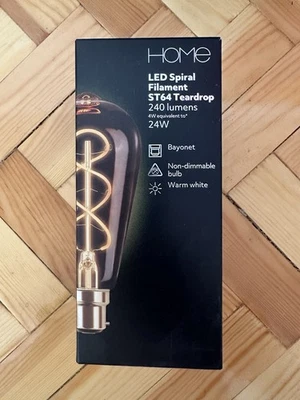 HOME
LED Spiral
Filament
ST64 Teardrop
240 lumens
4W equivalent to*
24W
Bayonet
Non-dimmable
bulb
Warm white